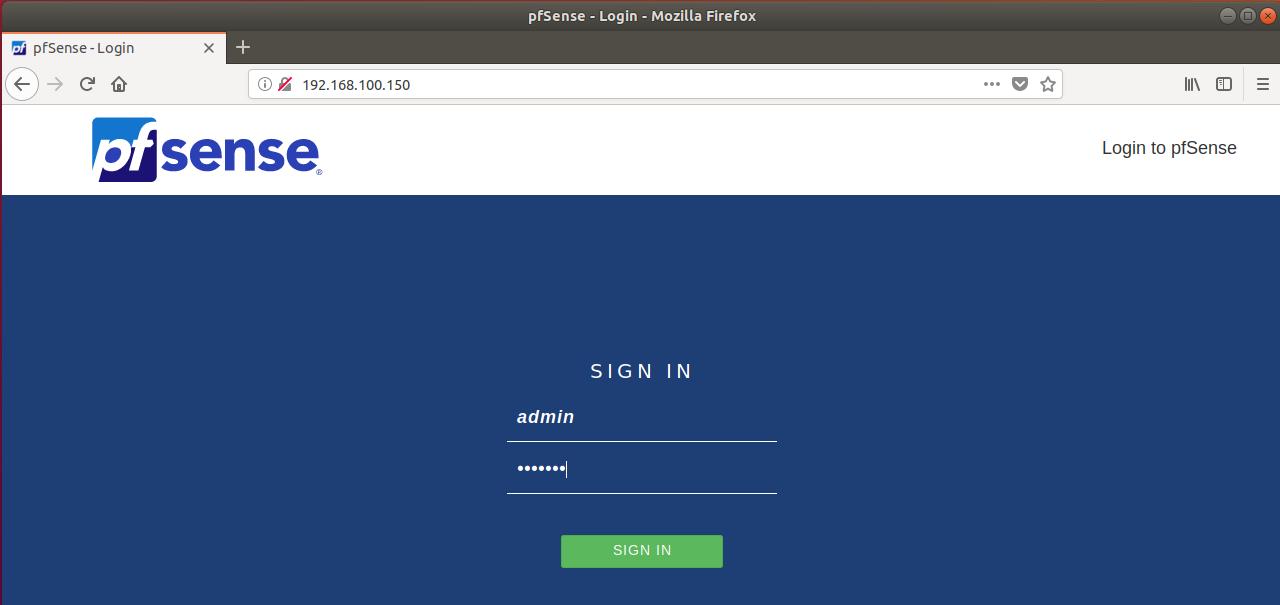 pfSense - Login - Mozilla Firefox
pfSense - Login
192.168.100.150
pfsense®
Login to pfSense
SIGN IN
admin
•••••••
SIGN IN